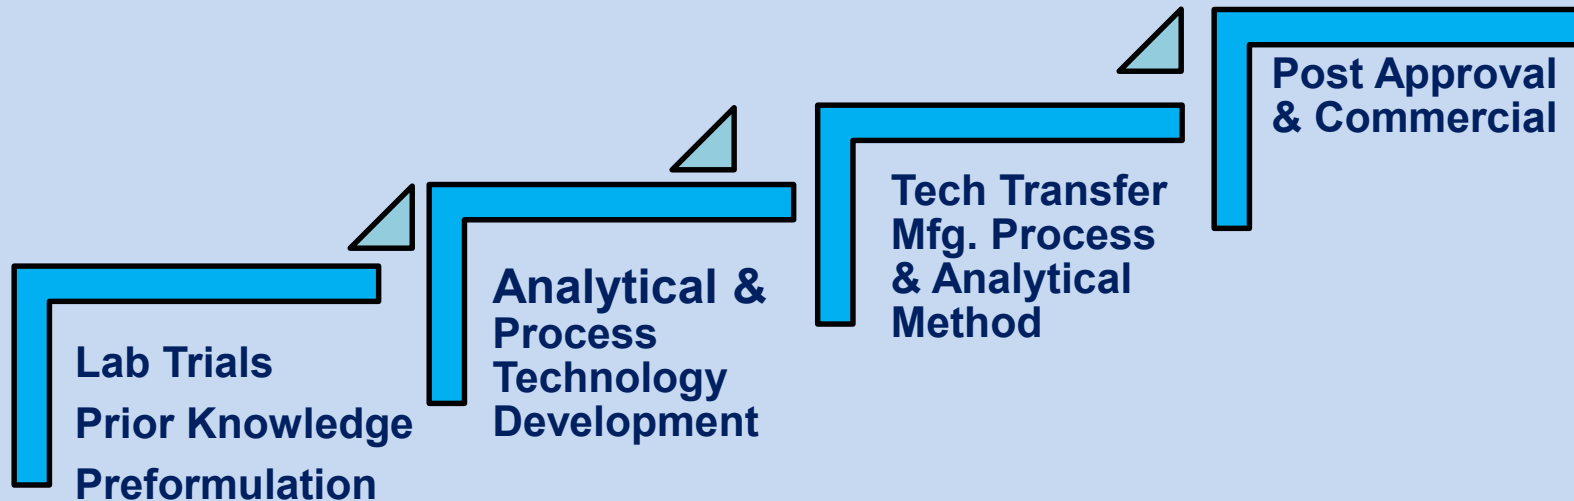 Lab Trials
Prior Knowledge
Preformulation
Analytical &
Process
Technology
Development
Tech Transfer
Mfg. Process
& Analytical
Method
Post Approval
& Commercial